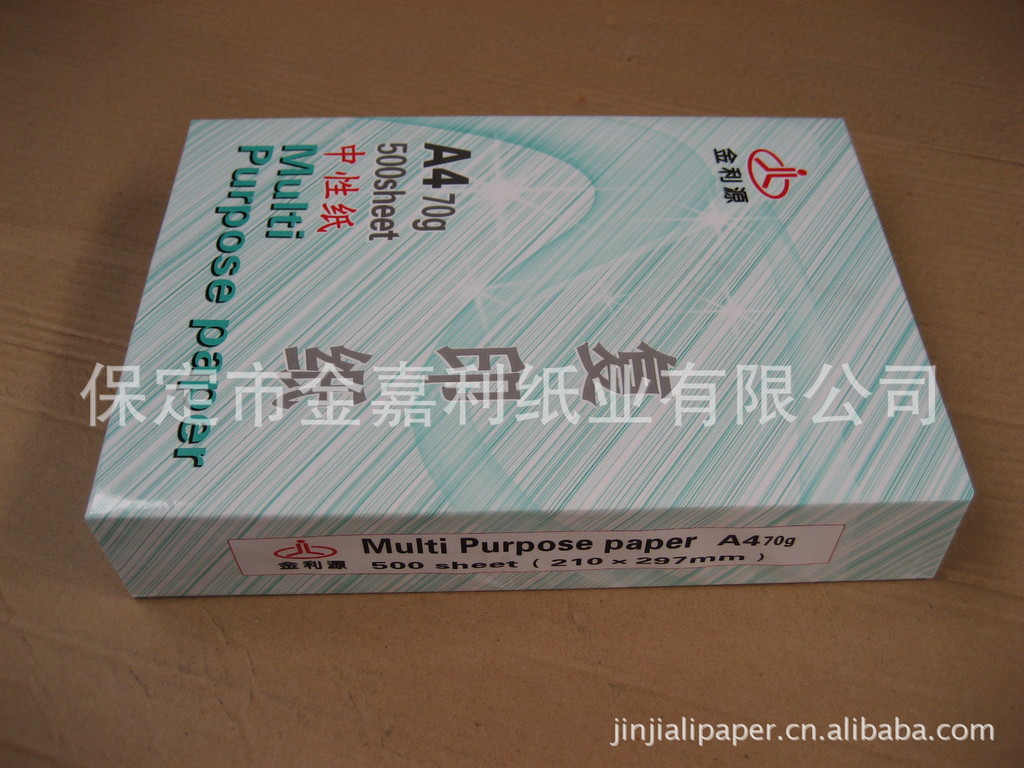 金利源
A4 70g
500sheet
中性纸
Multi
Purpose paper
复印纸
保定市金嘉利纸业有限公司
金利源
Multi Purpose paper A4 70g
500 sheet ( 210 × 297mm )
jinjialipaper.cn.alibaba.com